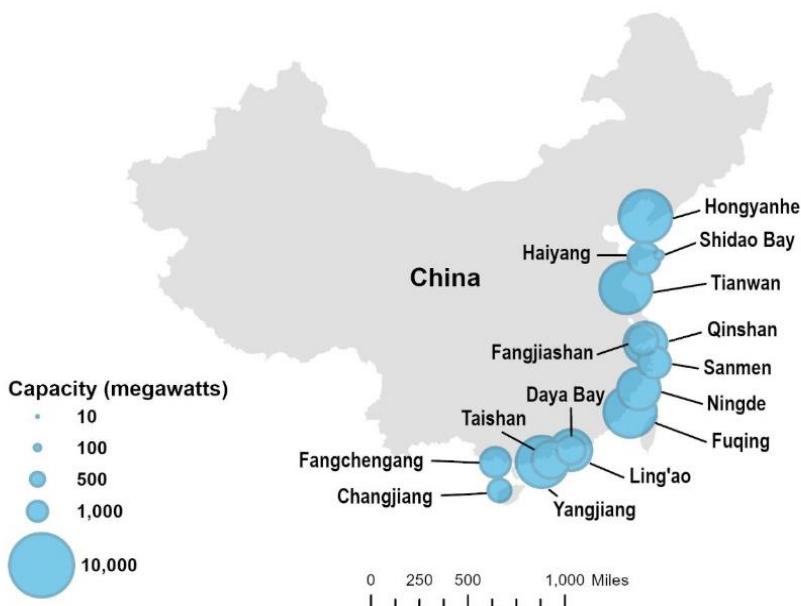 Hongyanhe
Shidao Bay
Haiyang
China
Tianwan
Qinshan
Fangjiashan
Sanmen
Capacity (megawatts)
Daya Bay
Ningde
10
Taishan
100
Fuqing
Fangchengang
500
Ling'ao
Changjiang
Yangjiang
1,000
10,000
0 250 500 1,000 Miles